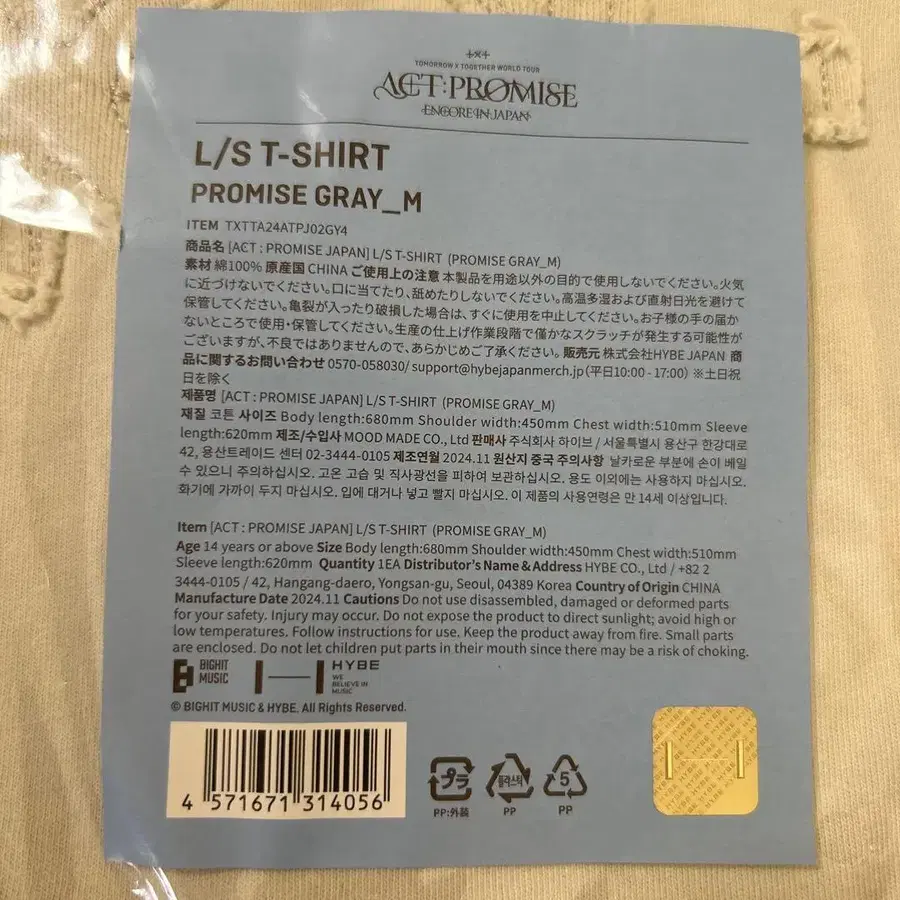 TOMORROW X TOGETHER WORLD TOUR
ACT:PROMISE
ENCORE IN JAPAN
L/S T-SHIRT
PROMISE GRAY_M
ITEM TXTTA24ATPJ02GY4
商品名 [ACT : PROMISE JAPAN] L/S T-SHIRT (PROMISE GRAY_M)
素材 綿100% 原産国 CHINA ご使用上の注意 本製品を用途以外の目的で使用しないでください。火気
に近づけないでください。口に当てたり、舐めたりしないでください。高温多湿および直射日光を避けて
保管してください。亀裂が入ったり破損した場合は、すぐに使用を中止してください。お子様の手の届か
ないところで使用・保管してください。生産の仕上げ作業段階で僅かなスクラッチが発生する可能性が
ございますが、不良ではありませんので、あらかじめご了承ください。 販売元 株式会社HYBE JAPAN 商
品に関するお問い合わせ 0570-058030/ support@hybejapanmerch.jp (平日10:00 - 17:00) ※土日祝
日を除く
제품명 [ACT : PROMISE JAPAN] L/S T-SHIRT (PROMISE GRAY_M)
재질 코튼 사이즈 Body length:680mm Shoulder width:450mm Chest width:510mm Sleeve
length:620mm 제조/수입사 MOOD MADE CO., Ltd 판매사 주식회사 하이브 / 서울특별시 용산구 한강대로
42, 용산트레이드 센터 02-3444-0105 제조연월 2024.11 원산지 중국 주의사항 날카로운 부분에 손이 베일
수 있으니 주의하십시오. 고온 고습 및 직사광선을 피하여 보관하십시오. 용도 이외에는 사용하지 마십시오.
화기에 가까이 두지 마십시오. 입에 대거나 넣고 빨지 마십시오. 이 제품의 사용연령은 만 14세 이상입니다.
Item [ACT : PROMISE JAPAN] L/S T-SHIRT (PROMISE GRAY_M)
Age 14 years or above Size Body length:680mm Shoulder width:450mm Chest width:510mm
Sleeve length:620mm Quantity 1EA Distributor's Name & Address HYBE CO., Ltd / +82 2
3444-0105 / 42, Hangang-daero, Yongsan-gu, Seoul, 04389 Korea Country of Origin CHINA
Manufacture Date 2024.11 Cautions Do not use disassembled, damaged or deformed parts
for your safety. Injury may occur. Do not expose the product to direct sunlight; avoid high or
low temperatures. Follow instructions for use. Keep the product away from fire. Small parts
are enclosed. Do not let children put parts in their mouth since there may be a risk of choking.
BIGHIT MUSIC
HYBE
WE BELIEVE IN MUSIC
© BIGHIT MUSIC & HYBE. All Rights Reserved.
4 571671 314056
プラ
PP:外装
플라스틱
PP
5
PP
HYBE